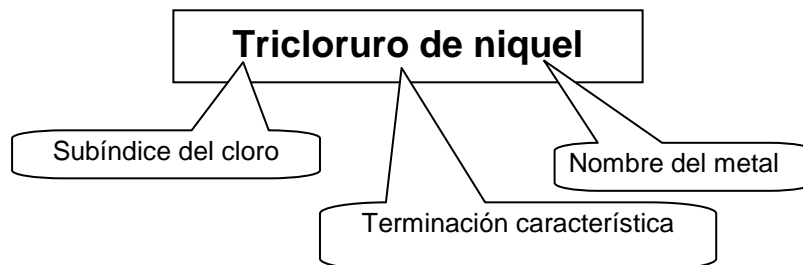 Tricloruro de niquel
Subíndice del cloro
Nombre del metal
Terminación característica